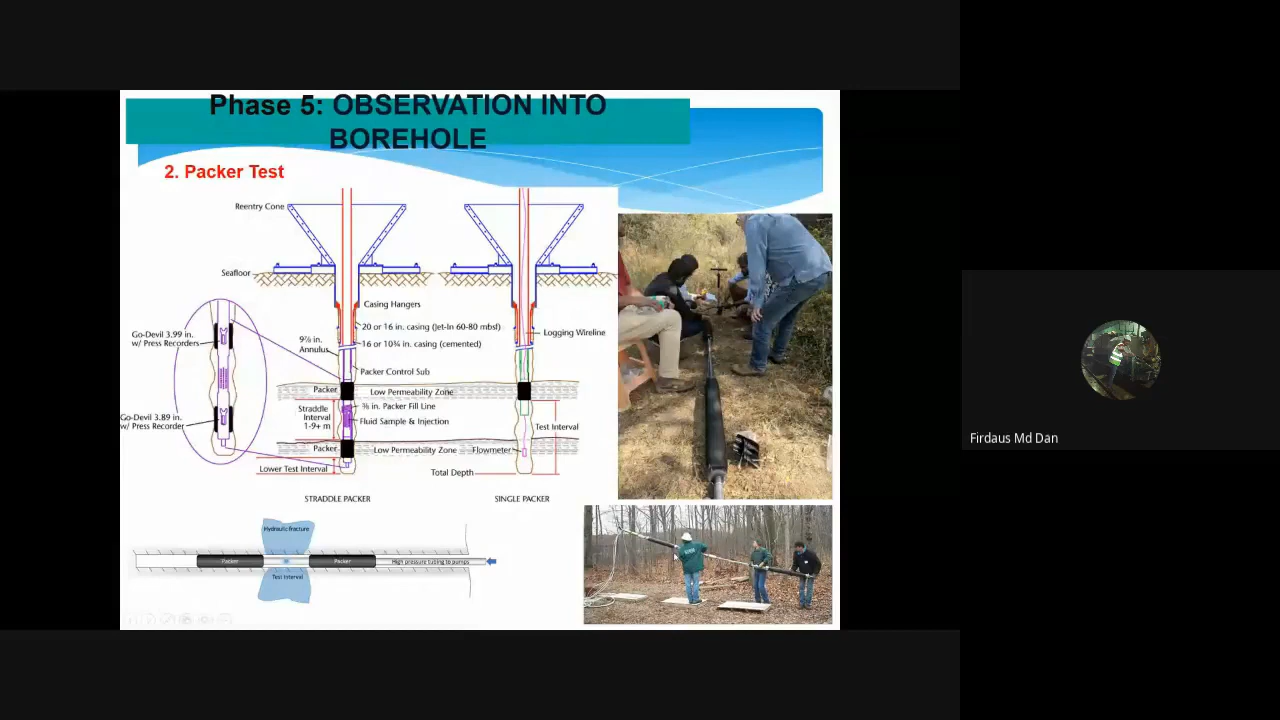 Phase 5: OBSERVATION INTO
BOREHOLE
2. Packer Test
Reentry Cone
Seafloor
Casing Hangers
20 or 16 in. casing (Jet-In 60-80 mbsf)
Logging Wireline
Go-Devil 3.99 in.
w/ Press Recorders
9⅞ in.
Annulus
16 or 10¾ in. casing (cemented)
Packer Control Sub
Packer
Low Permeability Zone
Straddle
Interval
1-9+ m
⅜ in. Packer Fill Line
Fluid Sample & Injection
Go-Devil 3.89 in.
w/ Press Recorder
Test Interval
Packer
Low Permeability Zone
Flowmeter
Lower Test Interval
Total Depth
STRADDLE PACKER
SINGLE PACKER
Hydraulic fracture
Packer
Packer
High pressure tubing to pumps
Test Interval
Firdaus Md Dan